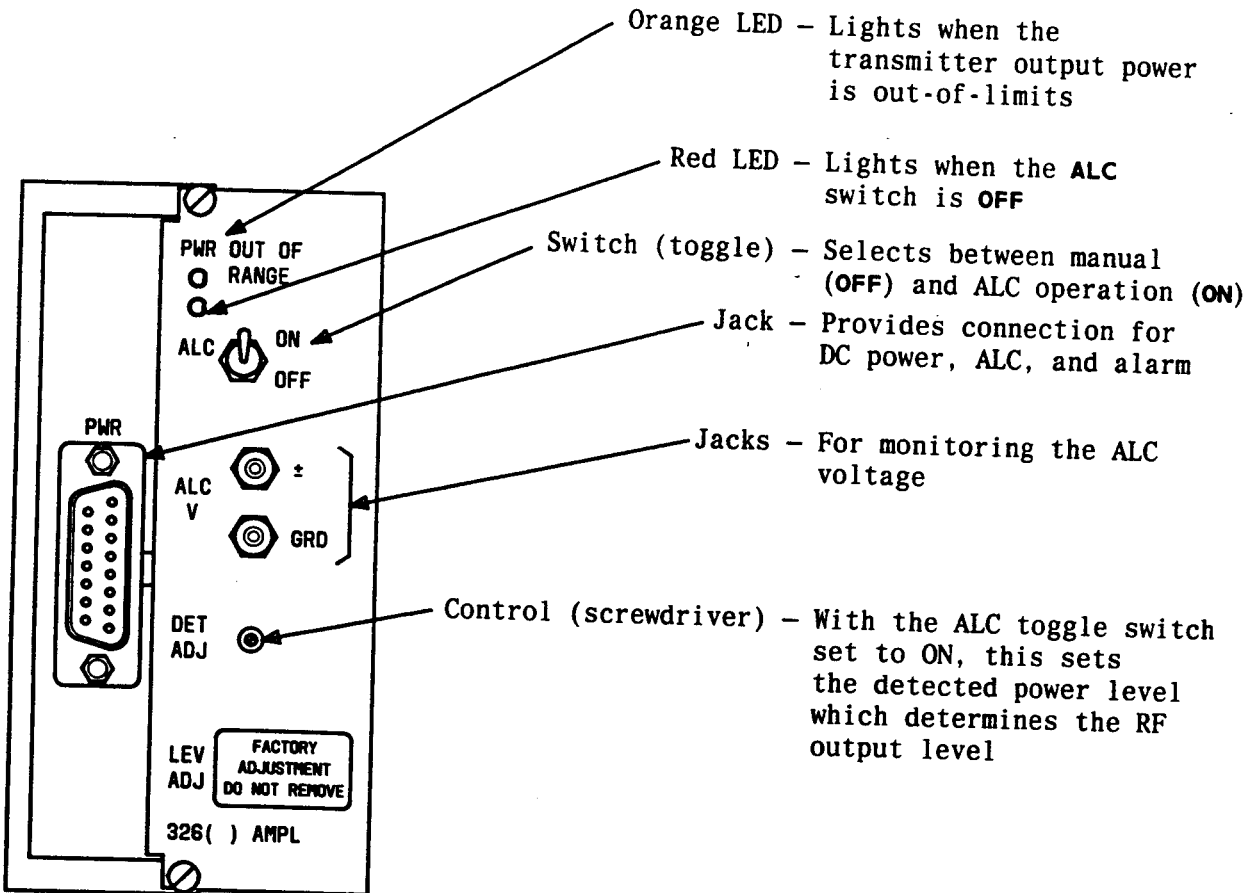 Orange LED – Lights when the
transmitter output power
is out-of-limits
Red LED – Lights when the ALC
switch is OFF
Switch (toggle) – Selects between manual
(OFF) and ALC operation (ON)
Jack – Provides connection for
DC power, ALC, and alarm
Jacks – For monitoring the ALC
voltage
Control (screwdriver) – With the ALC toggle switch
set to ON, this sets
the detected power level
which determines the RF
output level
PWR OUT OF
RANGE
ALC
ON
OFF
PWR
ALC
V
±
GRD
DET
ADJ
LEV
ADJ
FACTORY
ADJUSTMENT
DO NOT REMOVE
326( ) AMPL